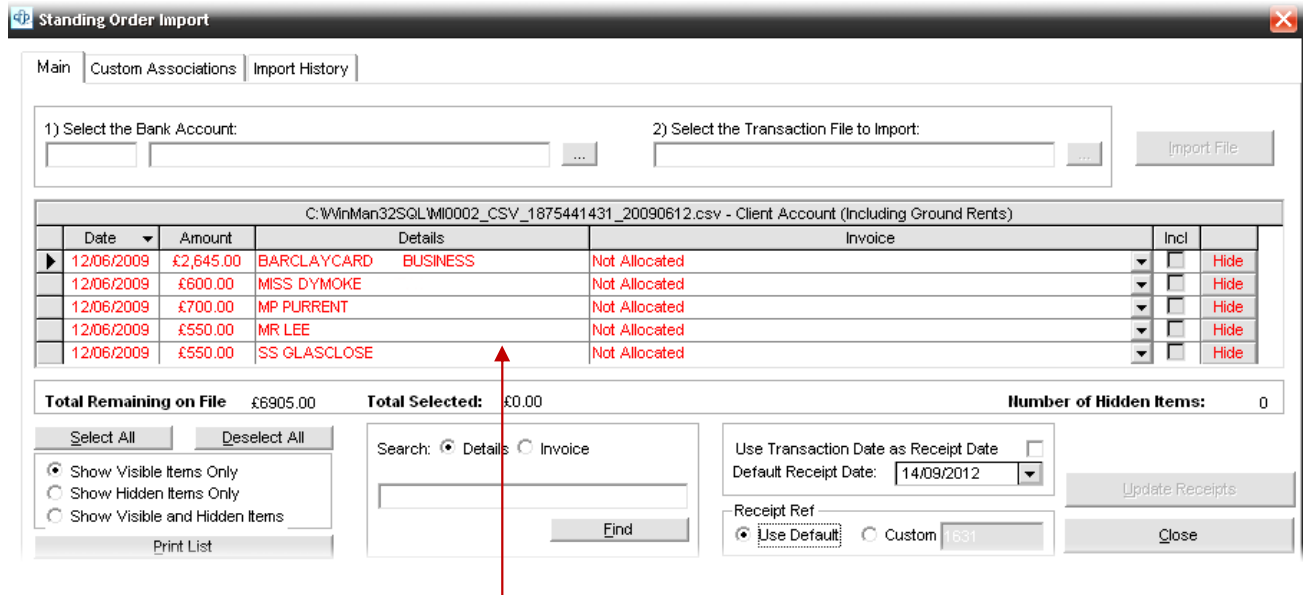 Standing Order Import
Main Custom Associations Import History
1) Select the Bank Account: 2) Select the Transaction File to Import:
... ... Import File
C:\WinMan32SQL\MI0002_CSV_1875441431_20090612.csv - Client Account (Including Ground Rents)
Date Amount Details Invoice Incl
12/06/2009 £2,645.00 BARCLAYCARD BUSINESS Not Allocated Hide
12/06/2009 £600.00 MISS DYMOKE Not Allocated Hide
12/06/2009 £700.00 MP PURRENT Not Allocated Hide
12/06/2009 £550.00 MR LEE Not Allocated Hide
12/06/2009 £550.00 SS GLASCLOSE Not Allocated Hide
Total Remaining on File £6905.00 Total Selected: £0.00 Number of Hidden Items: 0
Select All Deselect All
Show Visible Items Only
Show Hidden Items Only
Show Visible and Hidden Items
Print List
Search: Details Invoice
Find
Use Transaction Date as Receipt Date
Default Receipt Date: 14/09/2012
Receipt Ref
Use Default Custom 1631
Update Receipts
Close